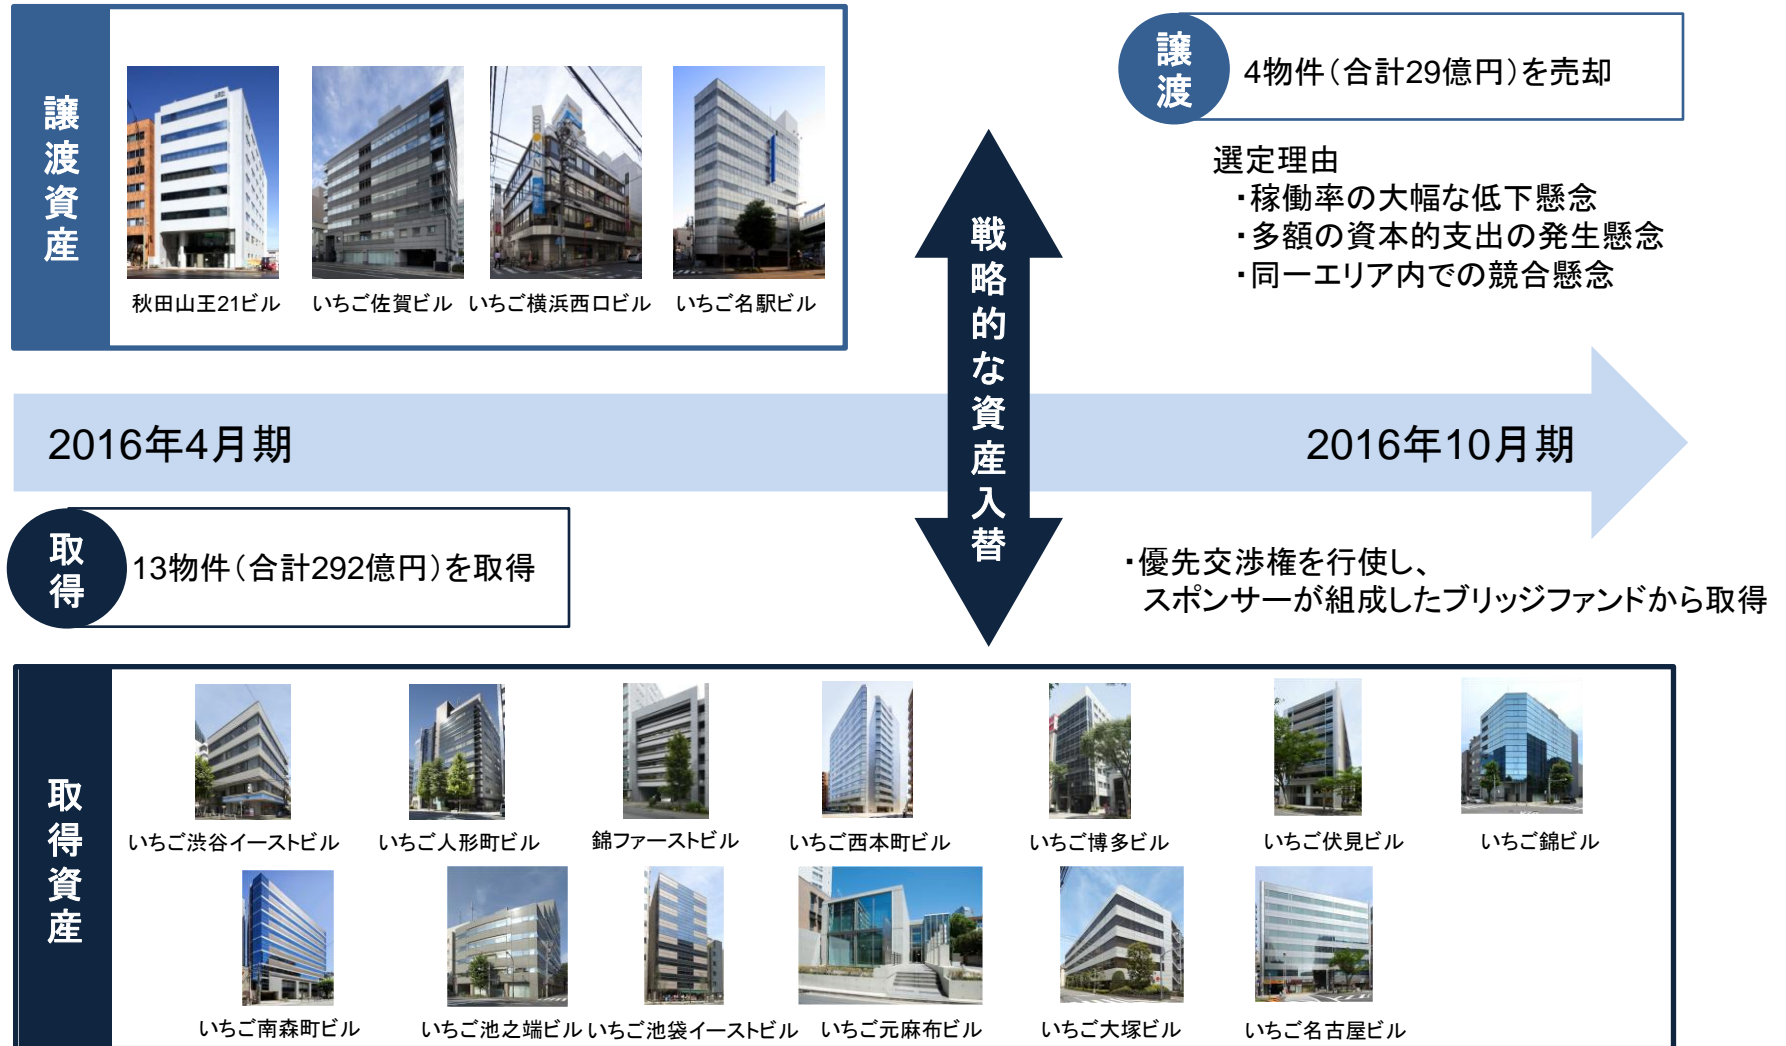 譲渡資産
秋田山王21ビル
いちご佐賀ビル
いちご横浜西口ビル
いちご名駅ビル
譲渡
4物件（合計29億円）を売却
選定理由
・稼働率の大幅な低下懸念
・多額の資本的支出の発生懸念
・同一エリア内での競合懸念
戦略的な資産入替
2016年4月期
2016年10月期
取得
13物件（合計292億円）を取得
・優先交渉権を行使し、
スポンサーが組成したブリッジファンドから取得
取得資産
いちご渋谷イーストビル
いちご人形町ビル
錦ファーストビル
いちご西本町ビル
いちご博多ビル
いちご伏見ビル
いちご錦ビル
いちご南森町ビル
いちご池之端ビル
いちご池袋イーストビル
いちご元麻布ビル
いちご大塚ビル
いちご名古屋ビル